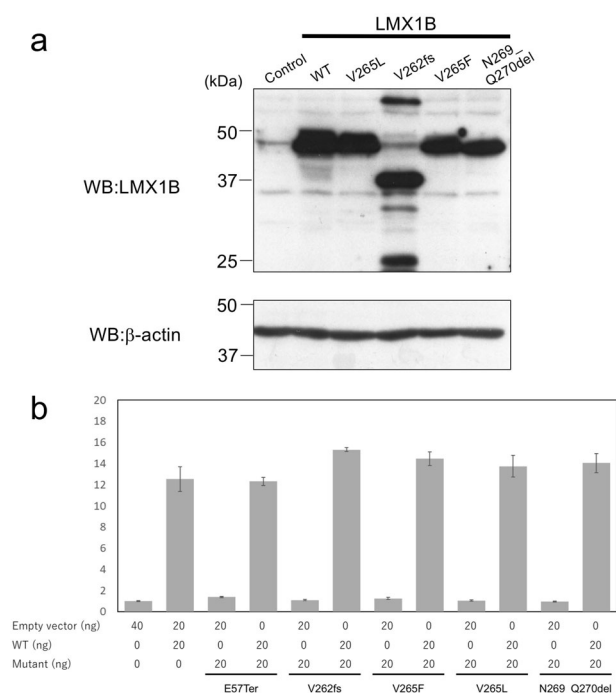 a
LMX1B
Control WT V265L V262fs V265F N269_Q270del
(kDa)
50
37
WB:LMX1B
25
50
WB:β-actin
37
b
20
18
16
14
12
10
8
6
4
2
0
Empty vector (ng) 40 20 20 0 20 0 20 0 20 0 20 0
WT (ng) 0 20 0 20 0 20 0 20 0 20 0 20
Mutant (ng) 0 0 20 20 20 20 20 20 20 20 20 20
E57Ter V262fs V265F V265L N269_Q270del